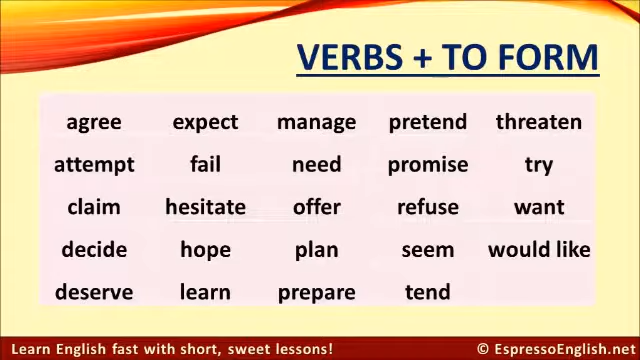 VERBS + TO FORM
agree expect manage pretend threaten
attempt fail need promise try
claim hesitate offer refuse want
decide hope plan seem would like
deserve learn prepare tend
Learn English fast with short, sweet lessons! © EspressoEnglish.net